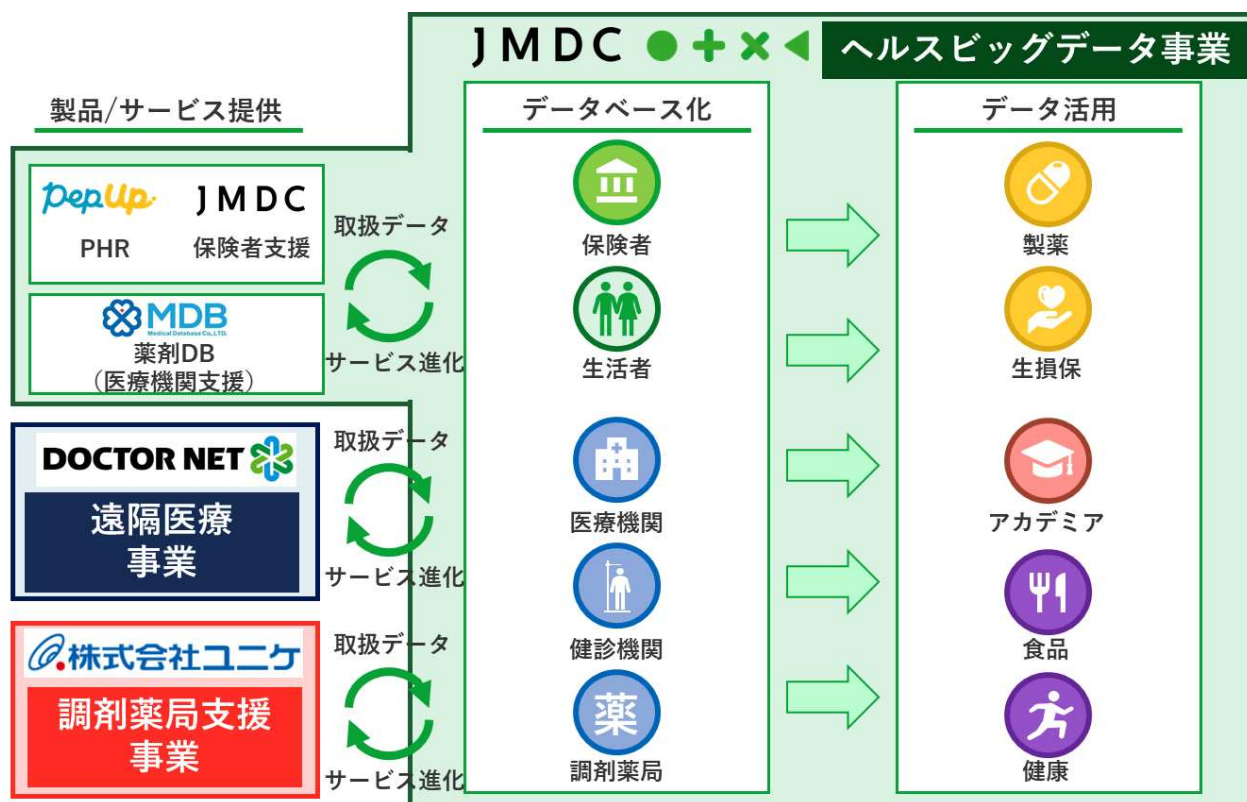 JMDC
ヘルスビッグデータ事業
製品/サービス提供
PepUp
PHR
JMDC
保険者支援
MDB
Medical Database Co., LTD.
薬剤DB
(医療機関支援)
取扱データ
サービス進化
DOCTOR NET
遠隔医療
事業
取扱データ
サービス進化
株式会社ユニケ
調剤薬局支援
事業
取扱データ
サービス進化
データベース化
保険者
生活者
医療機関
健診機関
薬
調剤薬局
データ活用
製薬
生損保
アカデミア
食品
健康